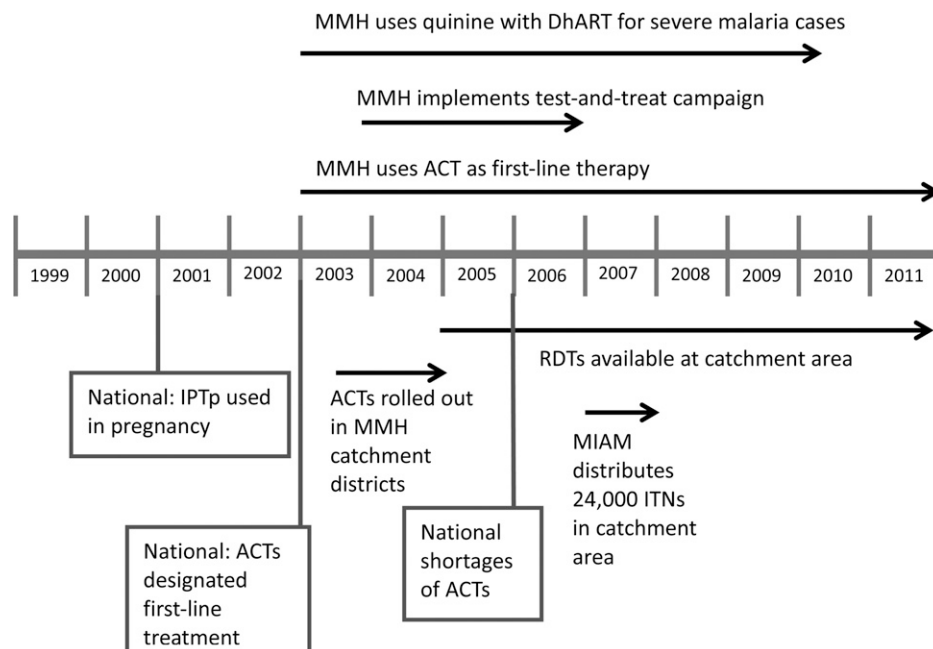 MMH uses quinine with DhART for severe malaria cases
MMH implements test-and-treat campaign
MMH uses ACT as first-line therapy
1999 2000 2001 2002 2003 2004 2005 2006 2007 2008 2009 2010 2011
RDTs available at catchment area
National: IPTp used
in pregnancy
ACTs rolled out
in MMH
catchment
districts
MIAM
distributes
24,000 ITNs
in catchment
area
National
shortages
of ACTs
National: ACTs
designated
first-line
treatment